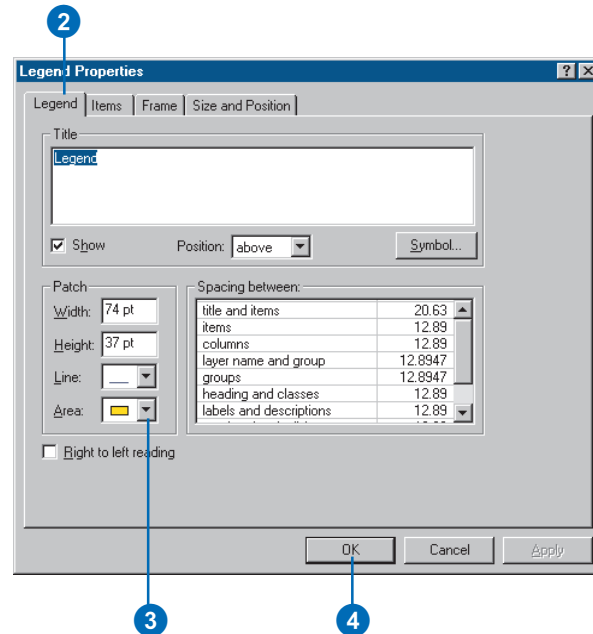 2
Legend Properties
Legend Items Frame Size and Position
Title
Legend
Show Position: above Symbol...
Patch
Width: 74 pt
Height: 37 pt
Line:
Area:
Spacing between:
title and items 20.63
items 12.89
columns 12.89
layer name and group 12.8947
groups 12.8947
heading and classes 12.89
labels and descriptions 12.89
Right to left reading
OK Cancel Apply
3 4